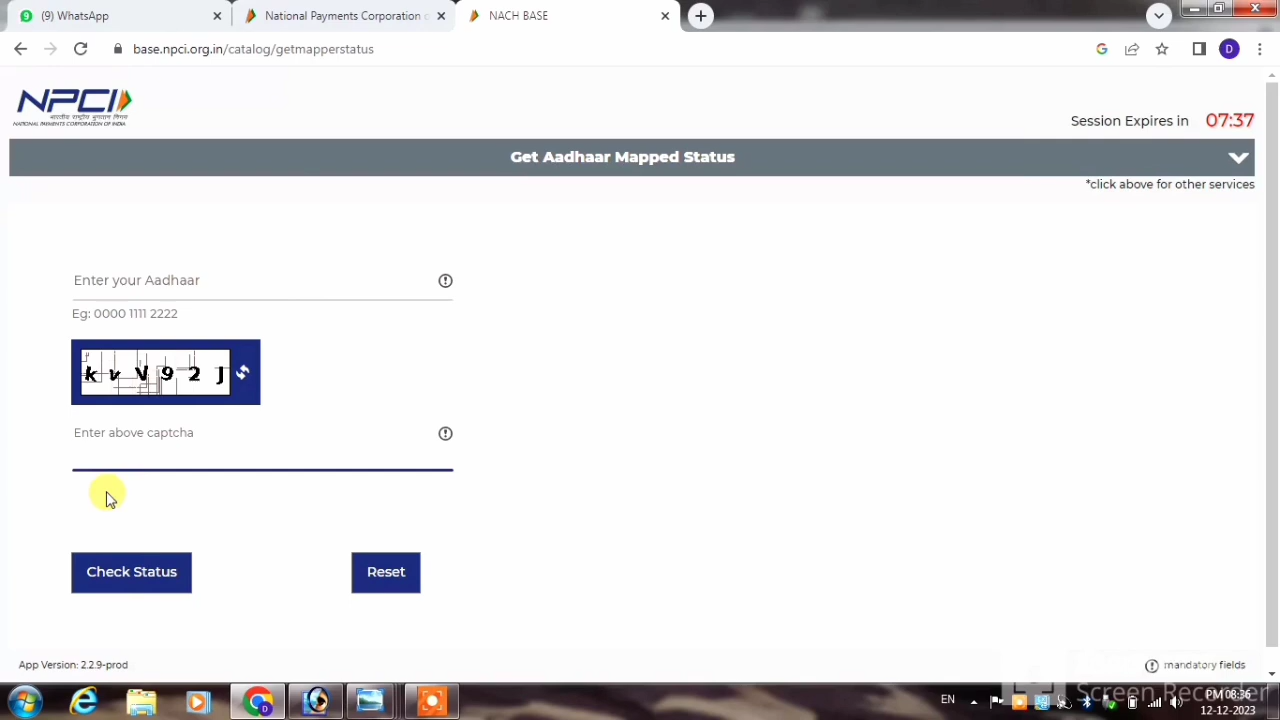 (9) WhatsApp
National Payments Corporation o
NACH BASE
base.npci.org.in/catalog/getmapperstatus
D
NPCI
भारतीय राष्ट्रीय भुगतान निगम
NATIONAL PAYMENTS CORPORATION OF INDIA
Session Expires in 07:37
Get Aadhaar Mapped Status
*click above for other services
Enter your Aadhaar
Eg: 0000 1111 2222
k v V 9 2 J
Enter above captcha
Check Status
Reset
App Version: 2.2.9-prod
mandatory fields
Screen Recorder
EN
PM 08:36
12-12-2023